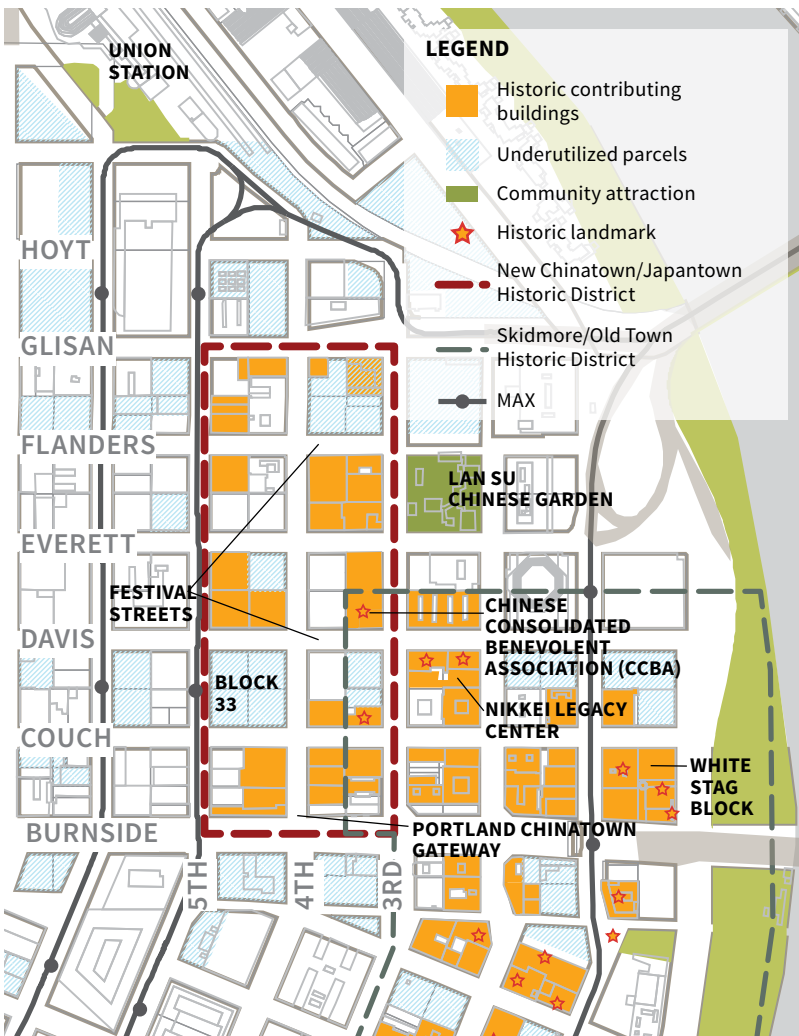 UNION
STATION
LEGEND
Historic contributing
buildings
Underutilized parcels
Community attraction
Historic landmark
New Chinatown/Japantown
Historic District
Skidmore/Old Town
Historic District
MAX
HOYT
GLISAN
FLANDERS
LAN SU
CHINESE GARDEN
EVERETT
FESTIVAL
STREETS
CHINESE
CONSOLIDATED
BENEVOLENT
ASSOCIATION (CCBA)
DAVIS
BLOCK
33
NIKKEI LEGACY
CENTER
COUCH
WHITE
STAG
BLOCK
BURNSIDE
PORTLAND CHINATOWN
GATEWAY
5TH
4TH
3RD